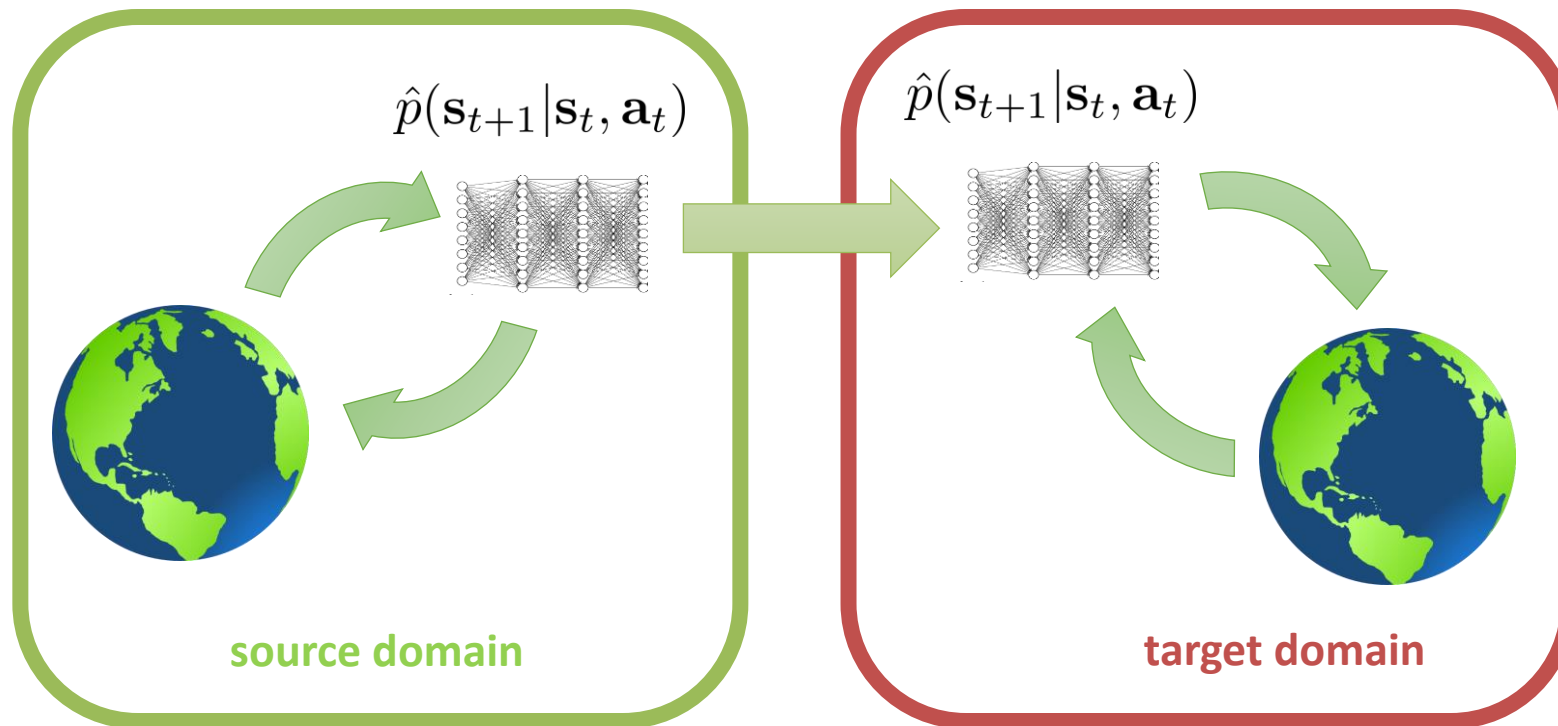 p̂(s_{t+1}|s_t, a_t)
p̂(s_{t+1}|s_t, a_t)
source domain
target domain